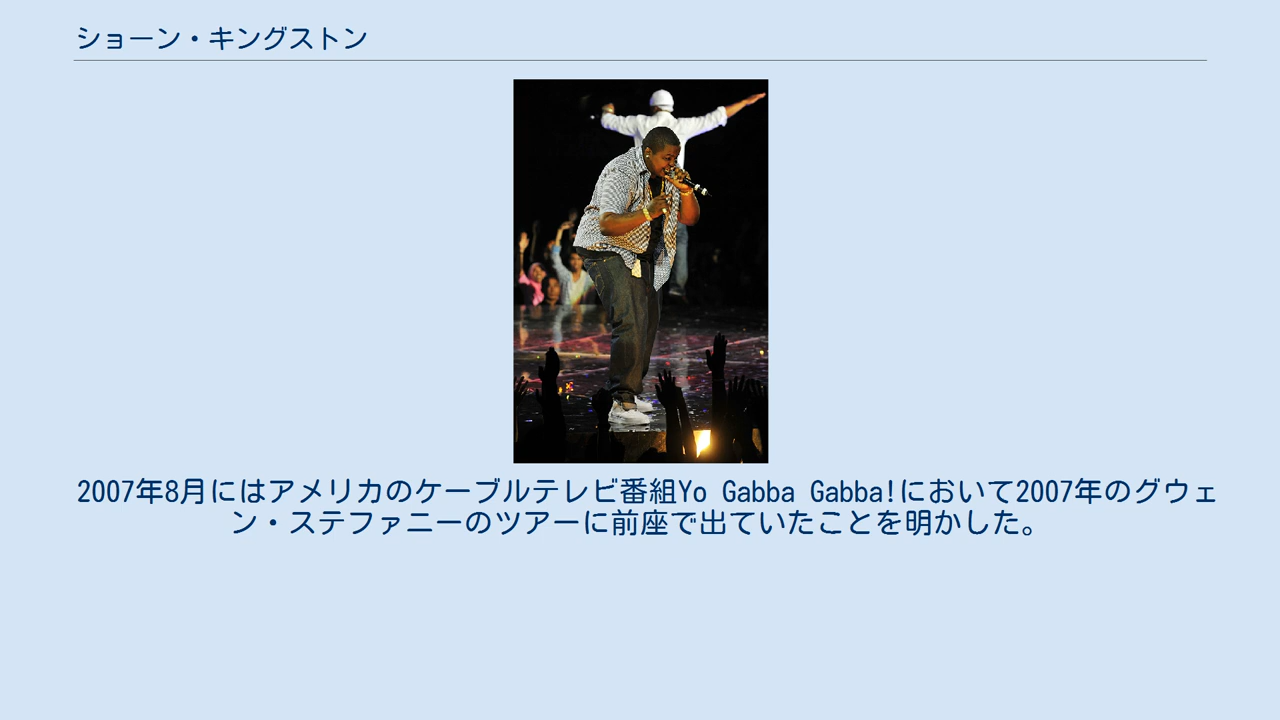 ショーン・キングストン
2007年8月にはアメリカのケーブルテレビ番組Yo Gabba Gabba!において2007年のグウェ
ン・ステファニーのツアーに前座で出ていたことを明かした。